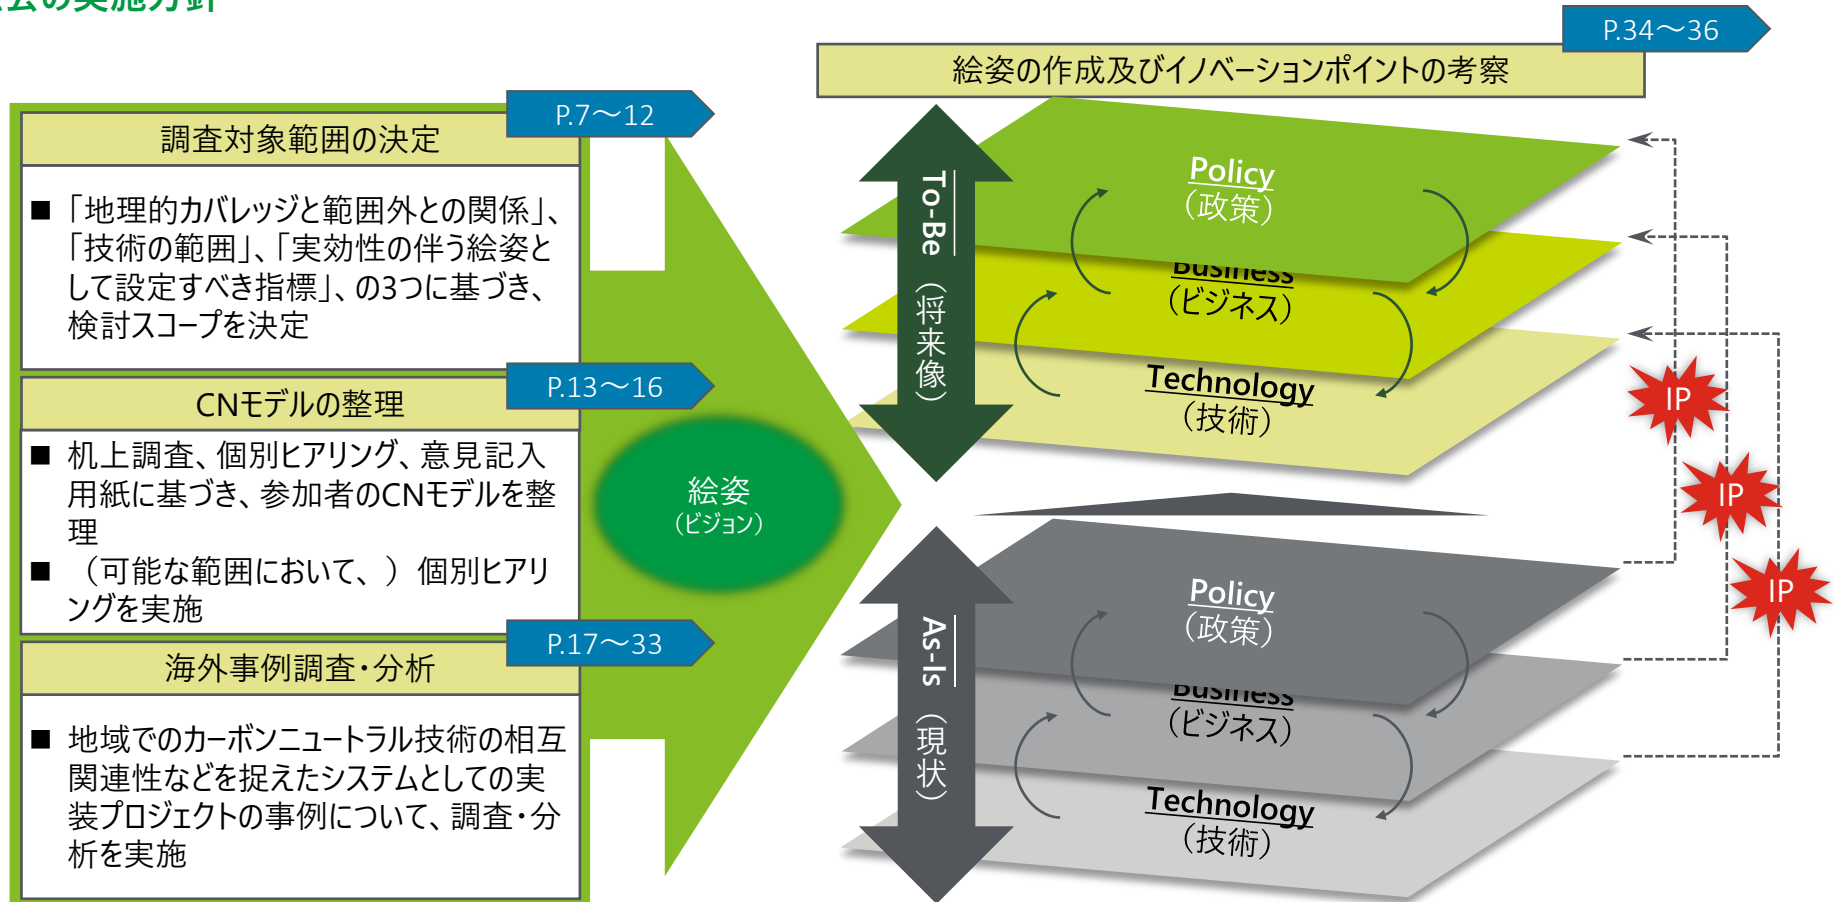 会の実施方針
P.7～12
調査対象範囲の決定
■ 「地理的カバレッジと範囲外との関係」、
「技術の範囲」、「実効性の伴う絵姿と
して設定すべき指標」、の3つに基づき、
検討スコープを決定
P.13～16
CNモデルの整理
■ 机上調査、個別ヒアリング、意見記入
用紙に基づき、参加者のCNモデルを整
理
■ （可能な範囲において、）個別ヒアリ
ングを実施
P.17～33
海外事例調査・分析
■ 地域でのカーボンニュートラル技術の相互
関連性などを捉えたシステムとしての実
装プロジェクトの事例について、調査・分
析を実施
絵姿
（ビジョン）
P.34～36
絵姿の作成及びイノベーションポイントの考察
To-Be（将来像）
Policy
（政策）
Business
（ビジネス）
Technology
（技術）
As-Is（現状）
Policy
（政策）
Business
（ビジネス）
Technology
（技術）
IP
IP
IP